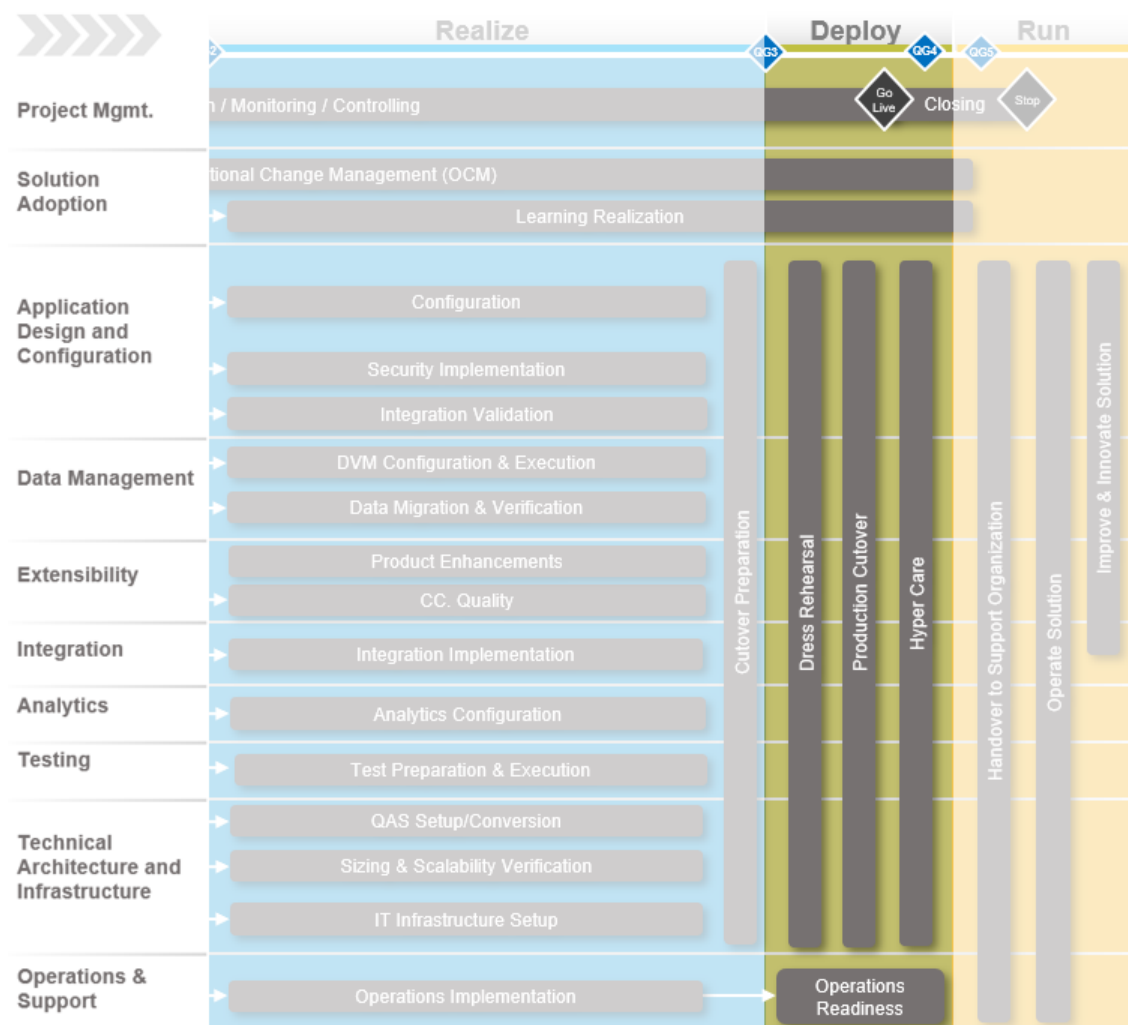 Realize
Deploy
Run
2
QG3
QG4
QG5
Project Mgmt.
n / Monitoring / Controlling
Go
Live
Closing
Stop
Solution
Adoption
tional Change Management (OCM)
Learning Realization
Application
Design and
Configuration
Configuration
Security Implementation
Integration Validation
Data Management
DVM Configuration & Execution
Data Migration & Verification
Extensibility
Product Enhancements
CC. Quality
Integration
Integration Implementation
Analytics
Analytics Configuration
Testing
Test Preparation & Execution
Technical
Architecture and
Infrastructure
QAS Setup/Conversion
Sizing & Scalability Verification
IT Infrastructure Setup
Cutover Preparation
Dress Rehearsal
Production Cutover
Hyper Care
Handover to Support Organization
Operate Solution
Improve & Innovate Solution
Operations &
Support
Operations Implementation
Operations
Readiness